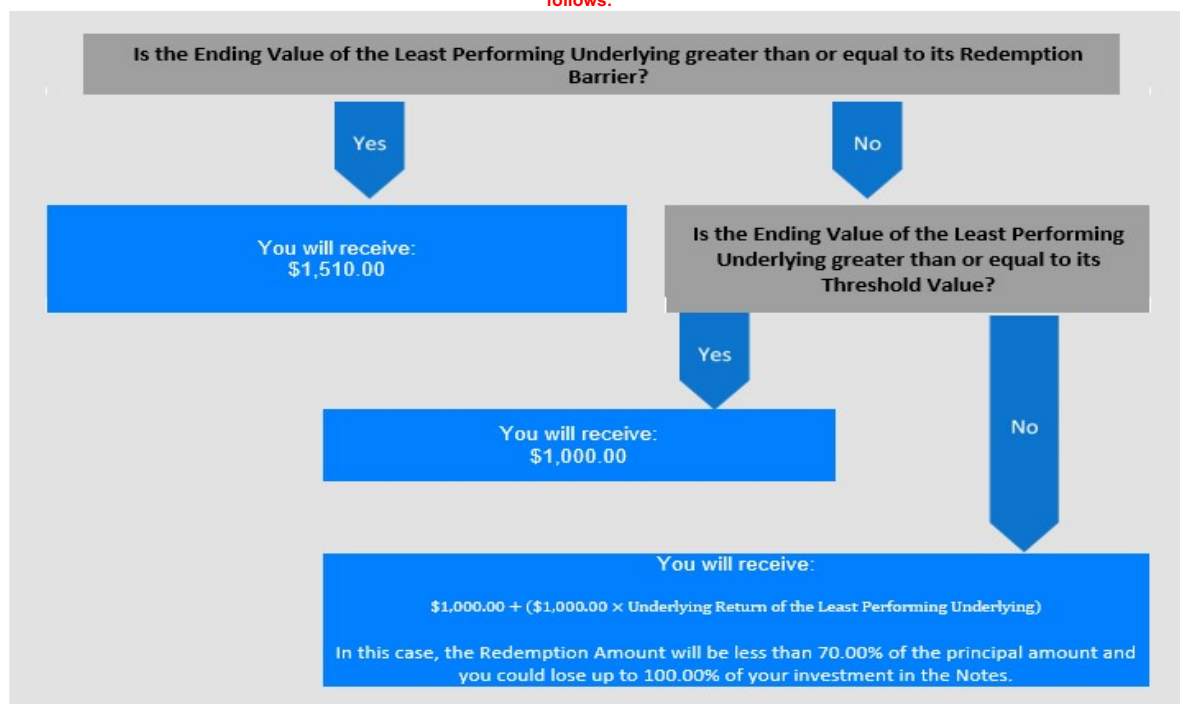 follows:
Is the Ending Value of the Least Performing Underlying greater than or equal to its Redemption
Barrier?
Yes
No
You will receive:
$1,510.00
Is the Ending Value of the Least Performing
Underlying greater than or equal to its
Threshold Value?
Yes
No
You will receive:
$1,000.00
You will receive:
$1,000.00 + ($1,000.00 × Underlying Return of the Least Performing Underlying)
In this case, the Redemption Amount will be less than 70.00% of the principal amount and
you could lose up to 100.00% of your investment in the Notes.